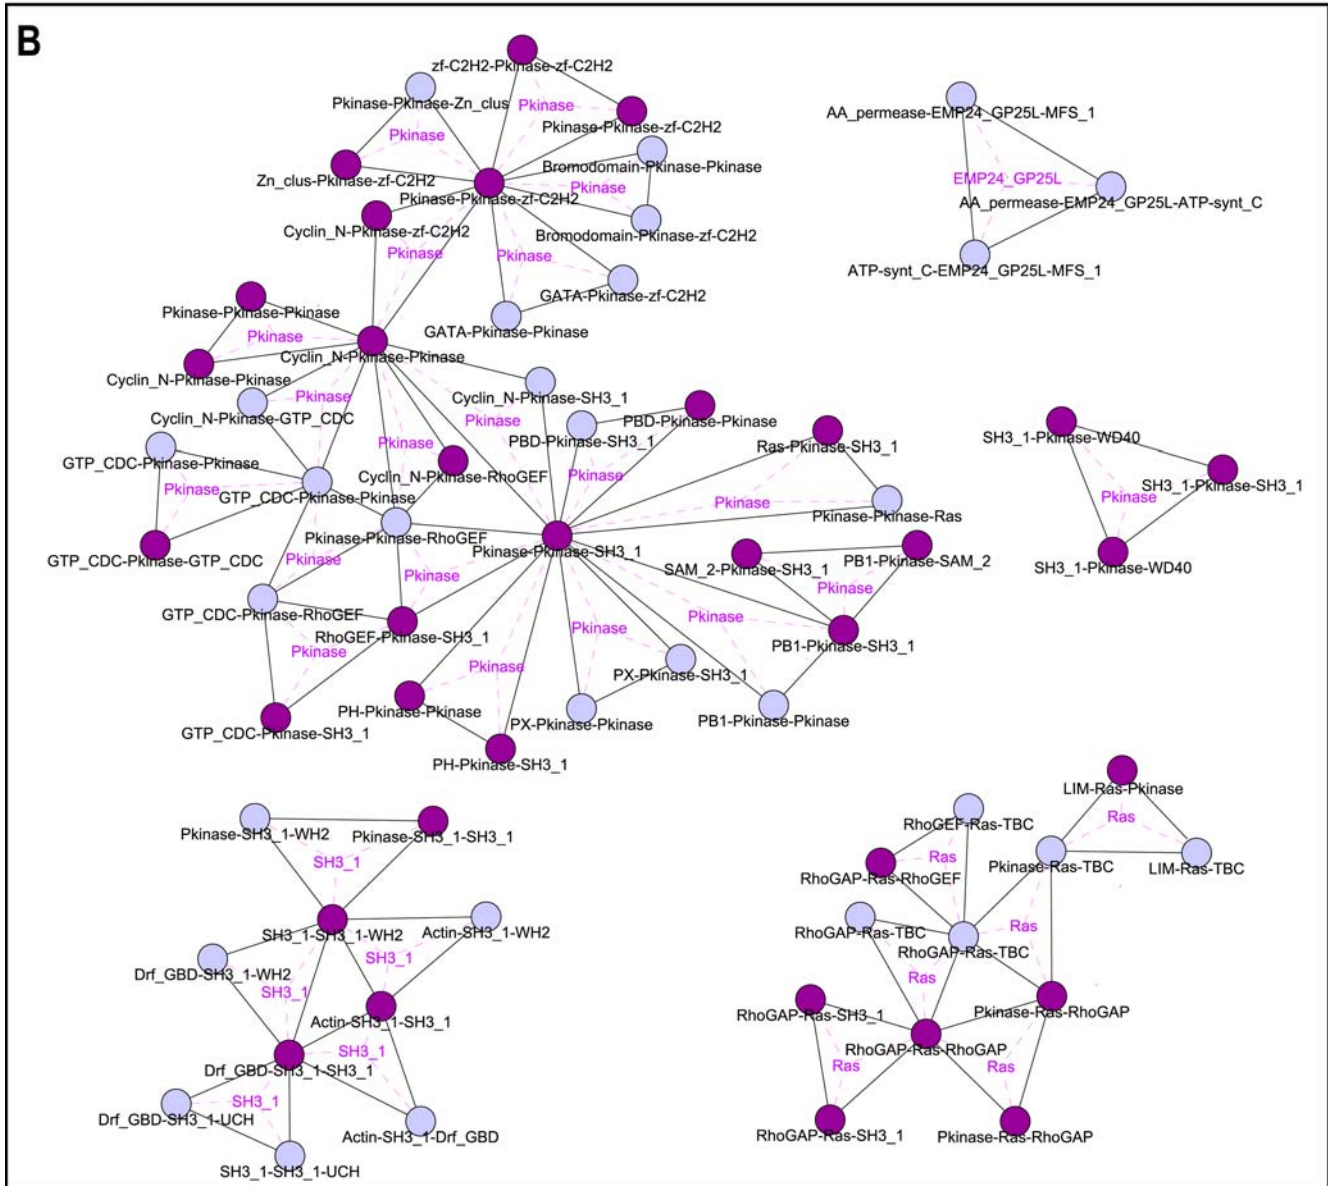 B
zf-C2H2-Pkinase-zf-C2H2
Pkinase-Pkinase-Zn_clus
Pkinase
Pkinase-Pkinase-zf-C2H2
Pkinase
Bromodomain-Pkinase-Pkinase
Zn_clus-Pkinase-zf-C2H2
Pkinase
Pkinase-Pkinase-zf-C2H2
Cyclin_N-Pkinase-zf-C2H2
Bromodomain-Pkinase-zf-C2H2
Pkinase
Pkinase
GATA-Pkinase-zf-C2H2
Pkinase-Pkinase-Pkinase
GATA-Pkinase-Pkinase
Pkinase
Cyclin_N-Pkinase-Pkinase
Cyclin_N-Pkinase-Pkinase
AA_permease-EMP24_GP25L-MFS_1
EMP24_GP25L
AA_permease-EMP24_GP25L-ATP-synt_C
ATP-synt_C-EMP24_GP25L-MFS_1
Pkinase
Cyclin_N-Pkinase-SH3_1
Cyclin_N-Pkinase-GTP_CDC
Pkinase
PBD-Pkinase-Pkinase
PBD-Pkinase-SH3_1
Pkinase
Ras-Pkinase-SH3_1
GTP_CDC-Pkinase-Pkinase
Cyclin_N-Pkinase-RhoGEF
Pkinase
Pkinase
GTP_CDC-Pkinase-Pkinase
Pkinase
Pkinase-Pkinase-Ras
Pkinase-Pkinase-RhoGEF
Pkinase-Pkinase-SH3_1
GTP_CDC-Pkinase-GTP_CDC
Pkinase
SAM_2-Pkinase-SH3_1
PB1-Pkinase-SAM_2
Pkinase
Pkinase
GTP_CDC-Pkinase-RhoGEF
Pkinase
RhoGEF-Pkinase-SH3_1
Pkinase
PB1-Pkinase-SH3_1
Pkinase
Pkinase
PX-Pkinase-SH3_1
PH-Pkinase-Pkinase
PX-Pkinase-Pkinase
PB1-Pkinase-Pkinase
GTP_CDC-Pkinase-SH3_1
PH-Pkinase-SH3_1
SH3_1-Pkinase-WD40
SH3_1-Pkinase-SH3_1
Pkinase
SH3_1-Pkinase-WD40
Pkinase-SH3_1-WH2
Pkinase-SH3_1-SH3_1
SH3_1
SH3_1-SH3_1-WH2
Actin-SH3_1-WH2
SH3_1
Drf_GBD-SH3_1-WH2
SH3_1
Actin-SH3_1-SH3_1
SH3_1
Drf_GBD-SH3_1-SH3_1
SH3_1
Drf_GBD-SH3_1-UCH
Actin-SH3_1-Drf_GBD
SH3_1-SH3_1-UCH
LIM-Ras-Pkinase
Ras
RhoGEF-Ras-TBC
Ras
Pkinase-Ras-TBC
LIM-Ras-TBC
RhoGAP-Ras-RhoGEF
Ras
RhoGAP-Ras-TBC
RhoGAP-Ras-TBC
Ras
RhoGAP-Ras-SH3_1
Pkinase-Ras-RhoGAP
RhoGAP-Ras-RhoGAP
Ras
Ras
RhoGAP-Ras-SH3_1
Pkinase-Ras-RhoGAP